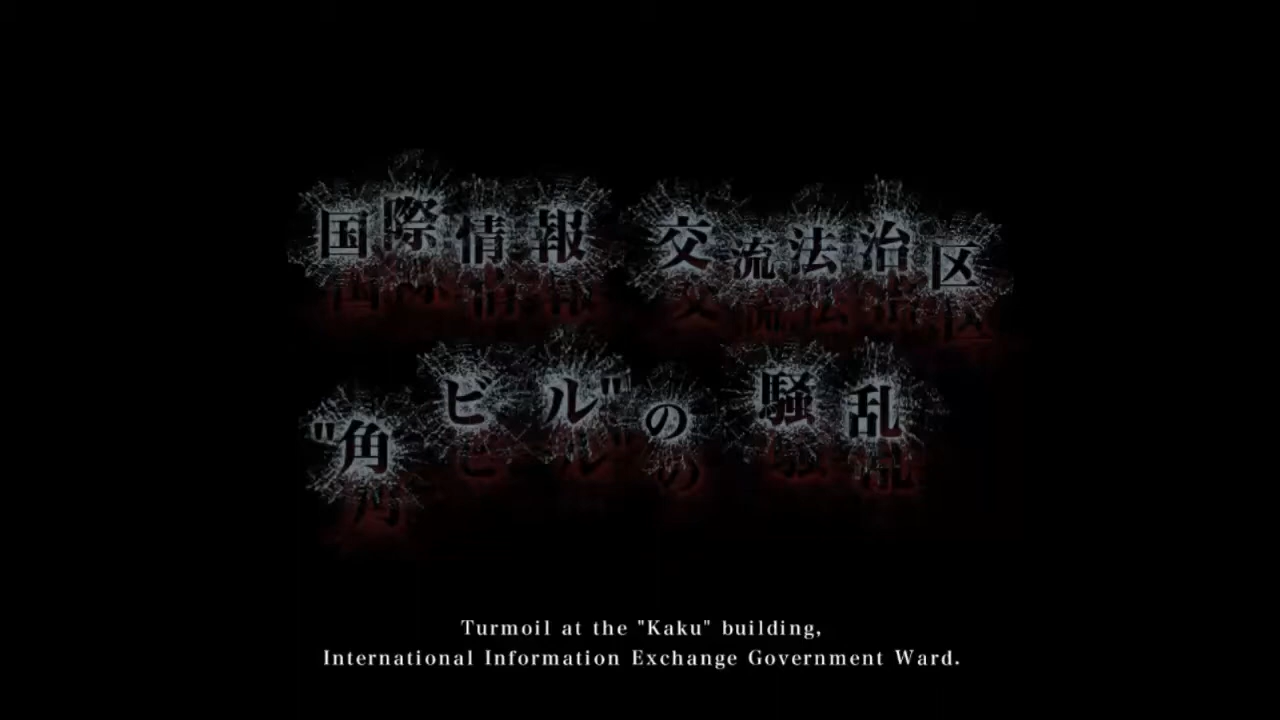 国際情報 交流法治区
"角ビル"の 騒乱
Turmoil at the "Kaku" building,
International Information Exchange Government Ward.